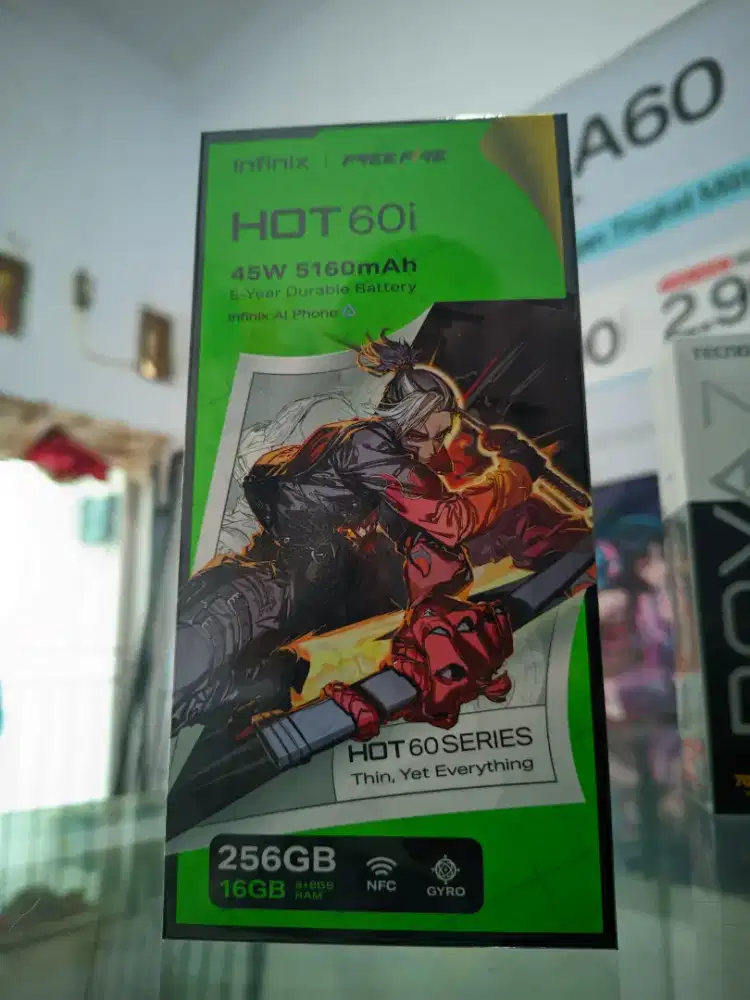 infinix | FREE FIRE
HOT 60i
45W 5160mAh
5-Year Durable Battery
Infinix AI Phone
HOT 60 SERIES
Thin, Yet Everything
256GB
16GB 8+8GB RAM
NFC
GYRO
A60
2.9
TECNO